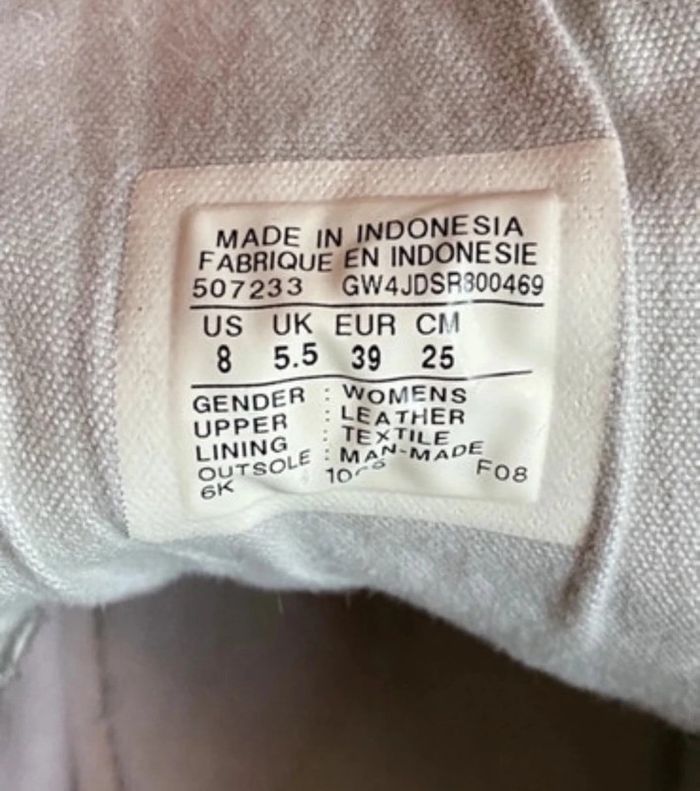 MADE IN INDONESIA
FABRIQUE EN INDONESIE
507233 GW4JDSR800469
US UK EUR CM
8 5.5 39 25
GENDER : WOMENS
UPPER : LEATHER
LINING : TEXTILE
OUTSOLE : MAN-MADE
6K F08